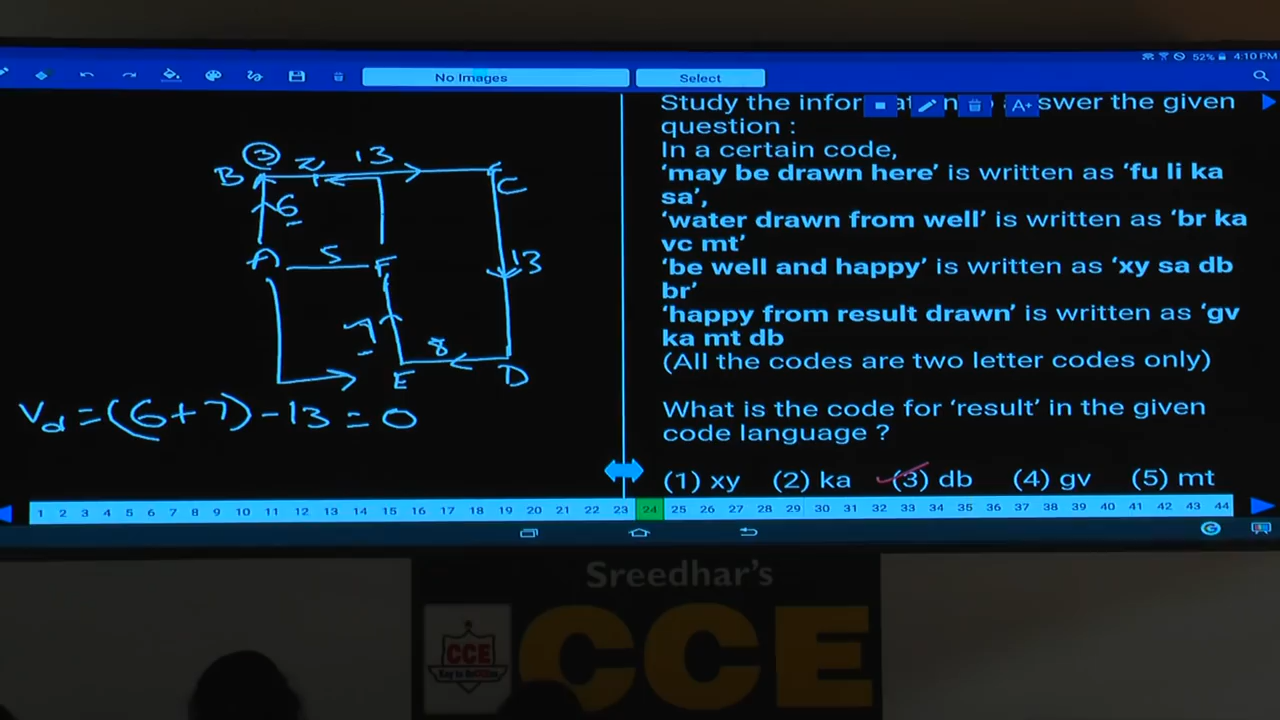 52% 4:10 PM
No Images Select
3
B 2 13 C
6
A 5 F 13
7
8
E D
Vd = (6+7) - 13 = 0
Study the answer the given
question :
In a certain code,
‘may be drawn here’ is written as ‘fu li ka
sa’,
‘water drawn from well’ is written as ‘br ka
vc mt’
‘be well and happy’ is written as ‘xy sa db
br’
‘happy from result drawn’ is written as ‘gv
ka mt db
(All the codes are two letter codes only)
What is the code for ‘result’ in the given
code language ?
(1) xy (2) ka (3) db (4) gv (5) mt
1 2 3 4 5 6 7 8 9 10 11 12 13 14 15 16 17 18 19 20 21 22 23 24 25 26 27 28 29 30 31 32 33 34 35 36 37 38 39 40 41 42 43 44
Sreedhar's
CCE
CCE